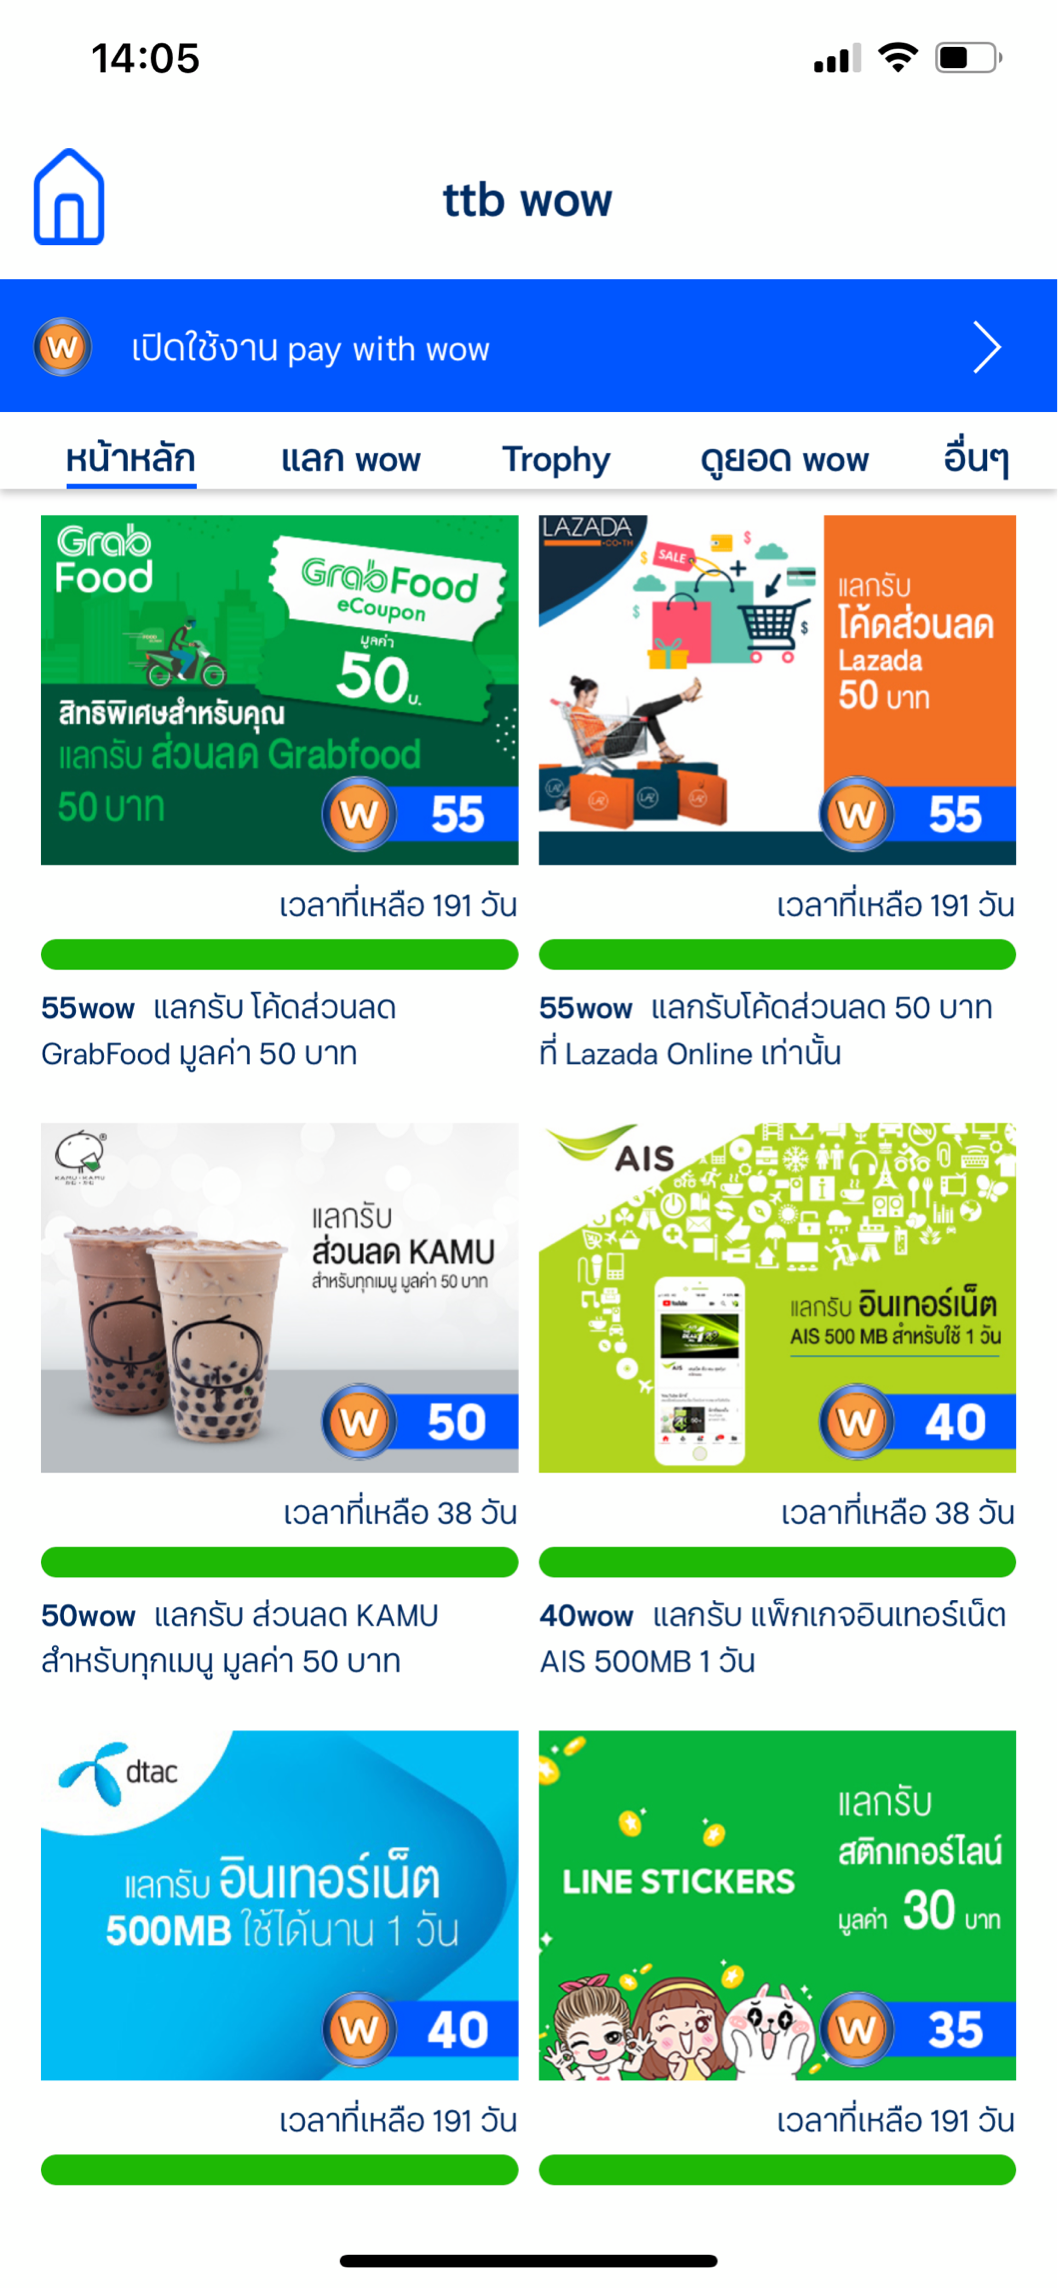 14:05
ttb wow
W เปิดใช้งาน pay with wow
หน้าหลัก แลก wow Trophy ดูยอด wow อื่นๆ
Grab
Food
GrabFood
eCoupon
มูลค่า
50 บ.
สิทธิพิเศษสำหรับคุณ
แลกรับ ส่วนลด Grabfood
50 บาท
W 55
เวลาที่เหลือ 191 วัน
55wow แลกรับ โค้ดส่วนลด
GrabFood มูลค่า 50 บาท
LAZADA
.CO.TH
SALE
แลกรับ
โค้ดส่วนลด
Lazada
50 บาท
W 55
เวลาที่เหลือ 191 วัน
55wow แลกรับโค้ดส่วนลด 50 บาท
ที่ Lazada Online เท่านั้น
KAMU KAMU
แลกรับ
ส่วนลด KAMU
สำหรับทุกเมนู มูลค่า 50 บาท
W 50
เวลาที่เหลือ 38 วัน
50wow แลกรับ ส่วนลด KAMU
สำหรับทุกเมนู มูลค่า 50 บาท
AIS
YouTube
แลกรับ อินเทอร์เน็ต
AIS 500 MB สำหรับใช้ 1 วัน
W 40
เวลาที่เหลือ 38 วัน
40wow แลกรับ แพ็กเกจอินเทอร์เน็ต
AIS 500MB 1 วัน
dtac
แลกรับ อินเทอร์เน็ต
500MB ใช้ได้นาน 1 วัน
W 40
เวลาที่เหลือ 191 วัน
LINE STICKERS
แลกรับ
สติกเกอร์ไลน์
มูลค่า 30 บาท
W 35
เวลาที่เหลือ 191 วัน